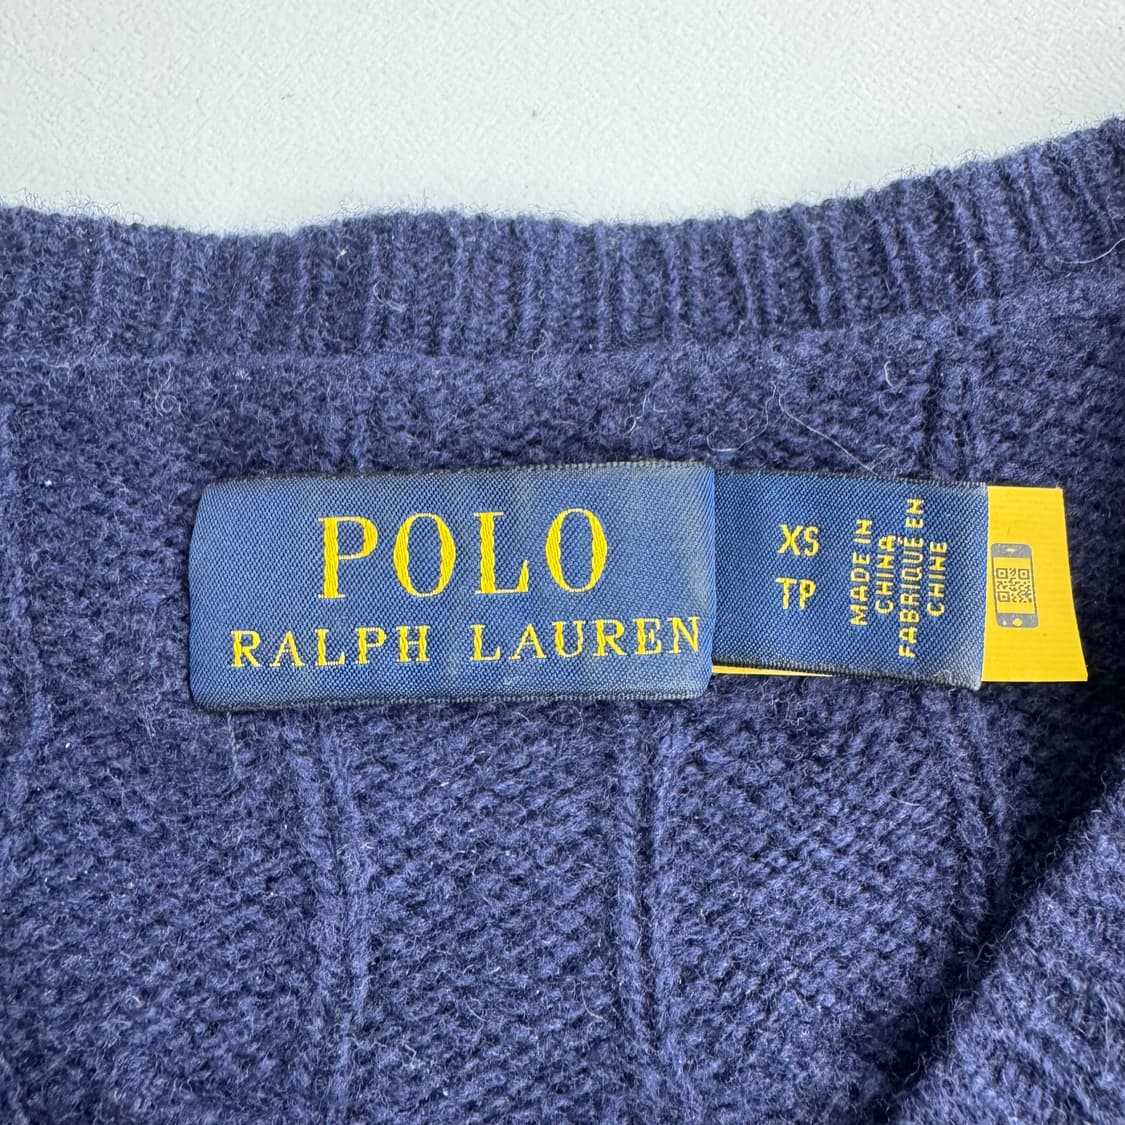 POLO
RALPH LAUREN
XS
TP
MADE IN
CHINA
FABRIQUÉ EN
CHINE